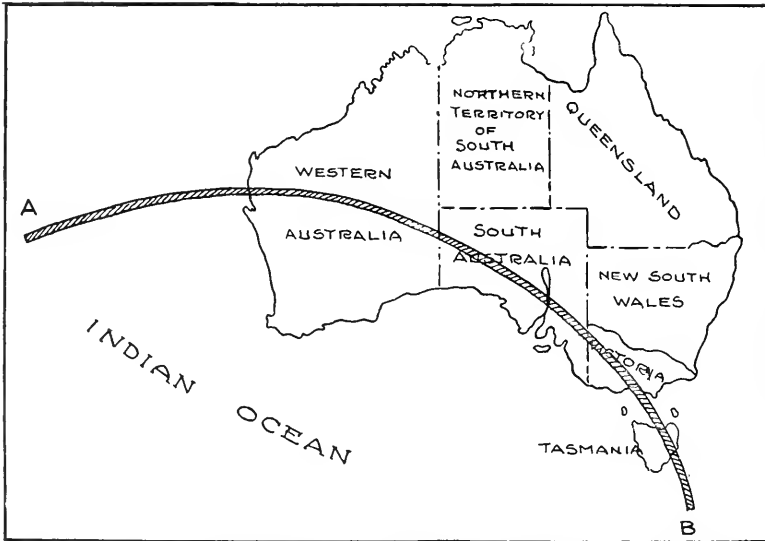 NORTHERN
TERRITORY
OF
SOUTH
AUSTRALIA
QUEENSLAND
WESTERN
A
AUSTRALIA
SOUTH
AUSTRALIA
NEW SOUTH
WALES
INDIAN OCEAN
TASMANIA
B